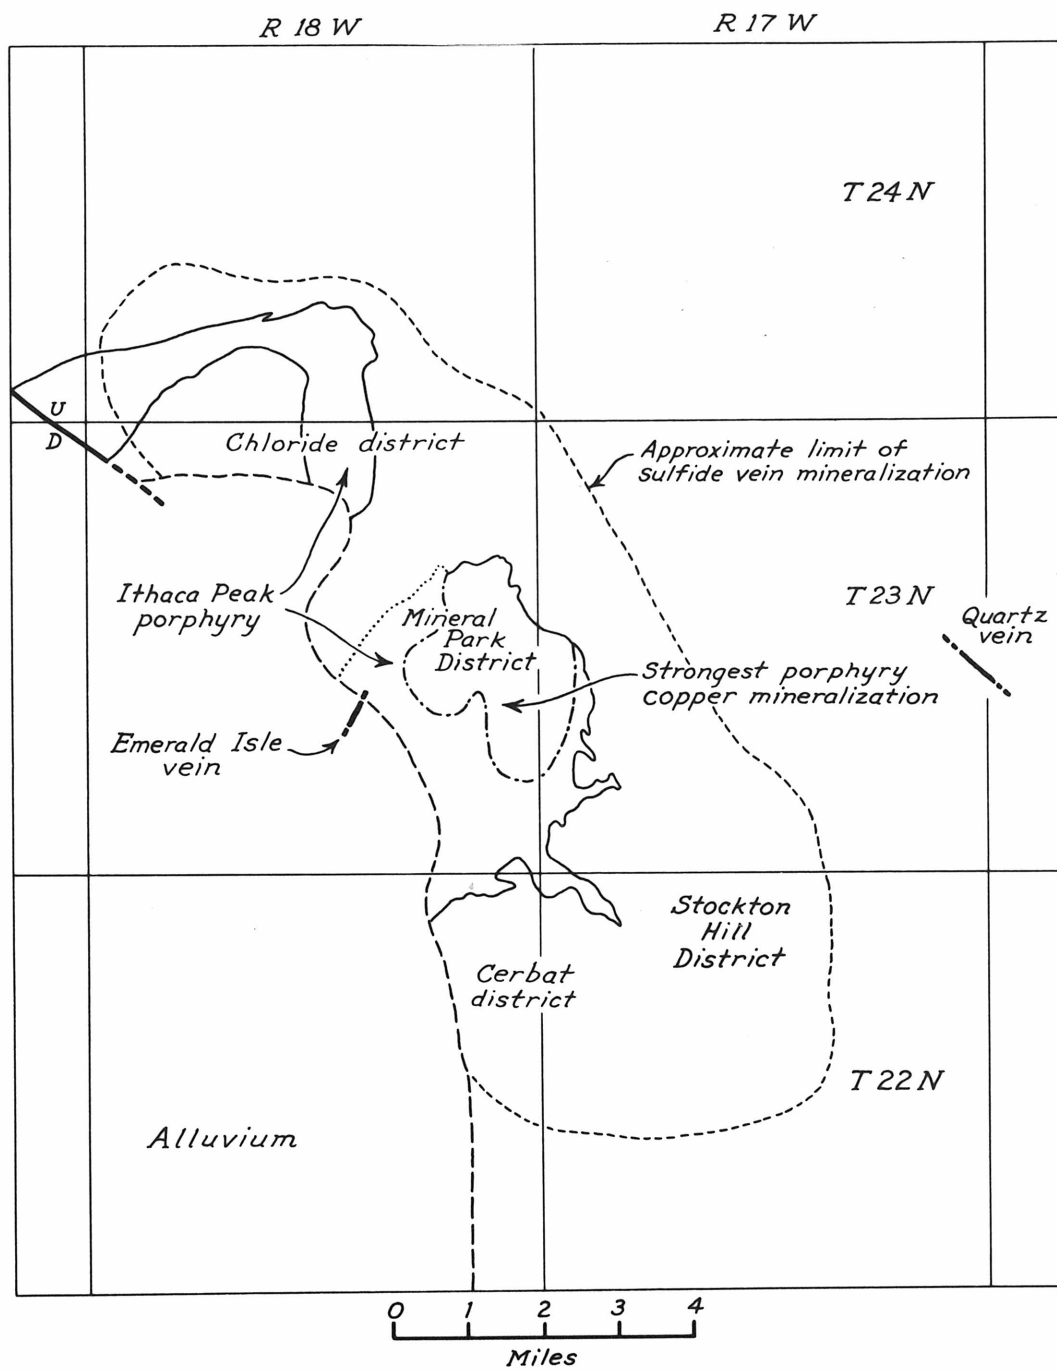 R 18 W
R 17 W
T 24 N
U
D
Chloride district
Approximate limit of
sulfide vein mineralization
Ithaca Peak
porphyry
Mineral
Park
District
T 23 N
Quartz
vein
Strongest porphyry
copper mineralization
Emerald Isle
vein
Stockton
Hill
District
Cerbat
district
T 22 N
Alluvium
0 1 2 3 4
Miles